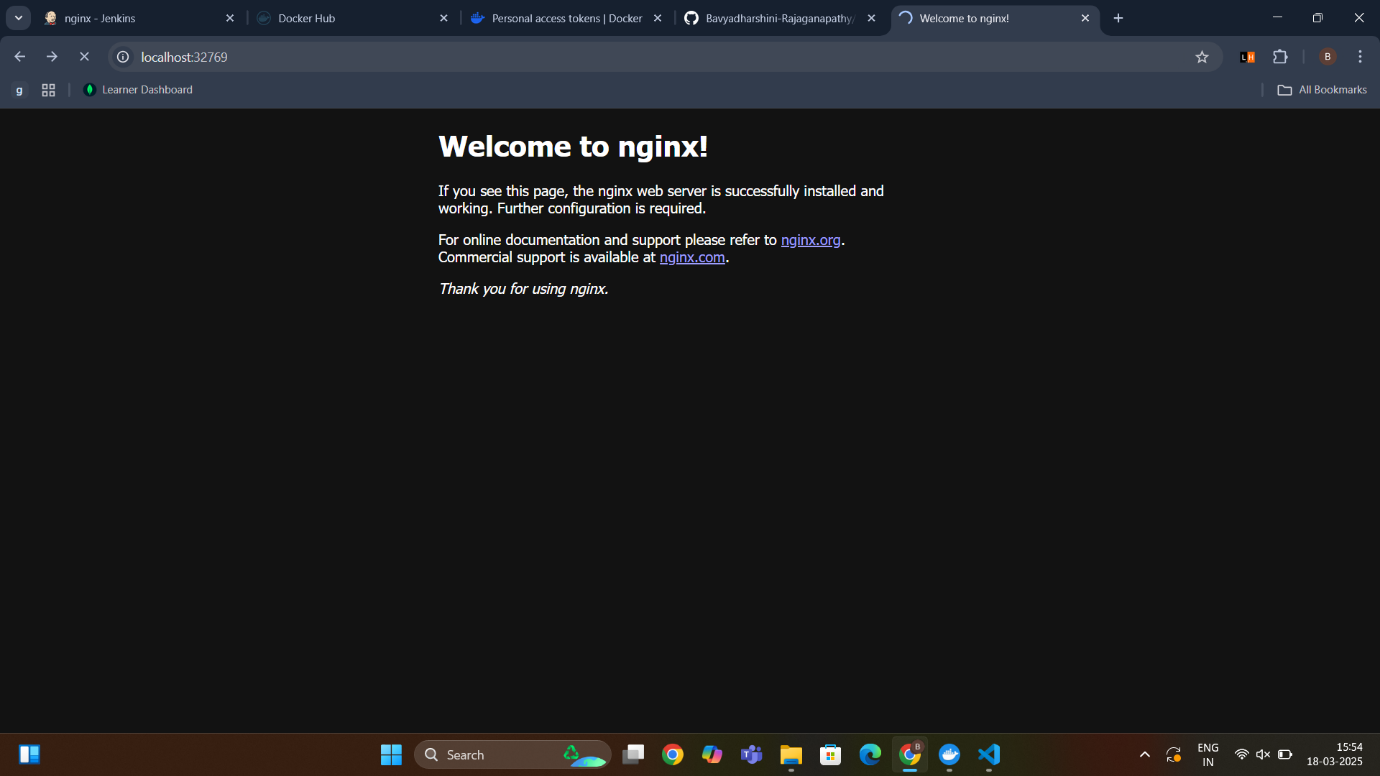 nginx - Jenkins
Docker Hub
Personal access tokens | Docker
Bavyadharshini-Rajaganapathy/
Welcome to nginx!
localhost:32769
LH
B
g
Learner Dashboard
All Bookmarks
Welcome to nginx!
If you see this page, the nginx web server is successfully installed and
working. Further configuration is required.
For online documentation and support please refer to nginx.org.
Commercial support is available at nginx.com.
Thank you for using nginx.
Search
B
ENG
IN
15:54
18-03-2025